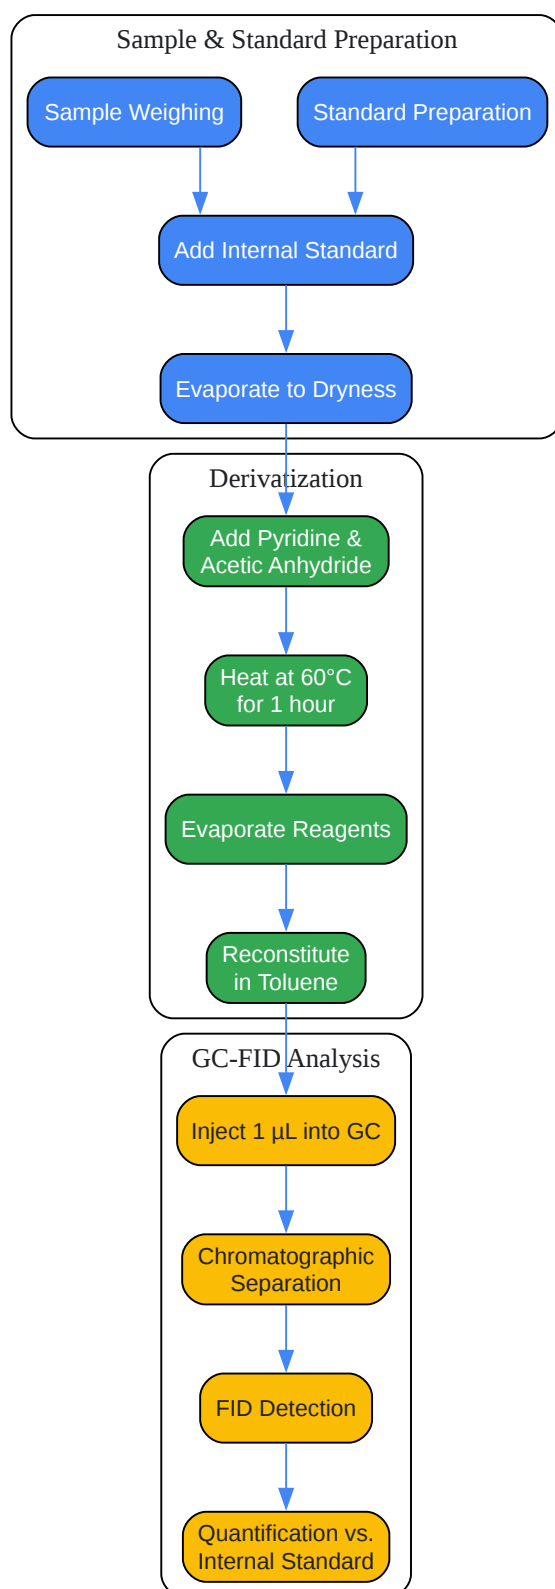 Sample & Standard Preparation
Sample Weighing
Standard Preparation
Add Internal Standard
Evaporate to Dryness
Derivatization
Add Pyridine &
Acetic Anhydride
Heat at 60°C
for 1 hour
Evaporate Reagents
Reconstitute
in Toluene
GC-FID Analysis
Inject 1 µL into GC
Chromatographic
Separation
FID Detection
Quantification vs.
Internal Standard